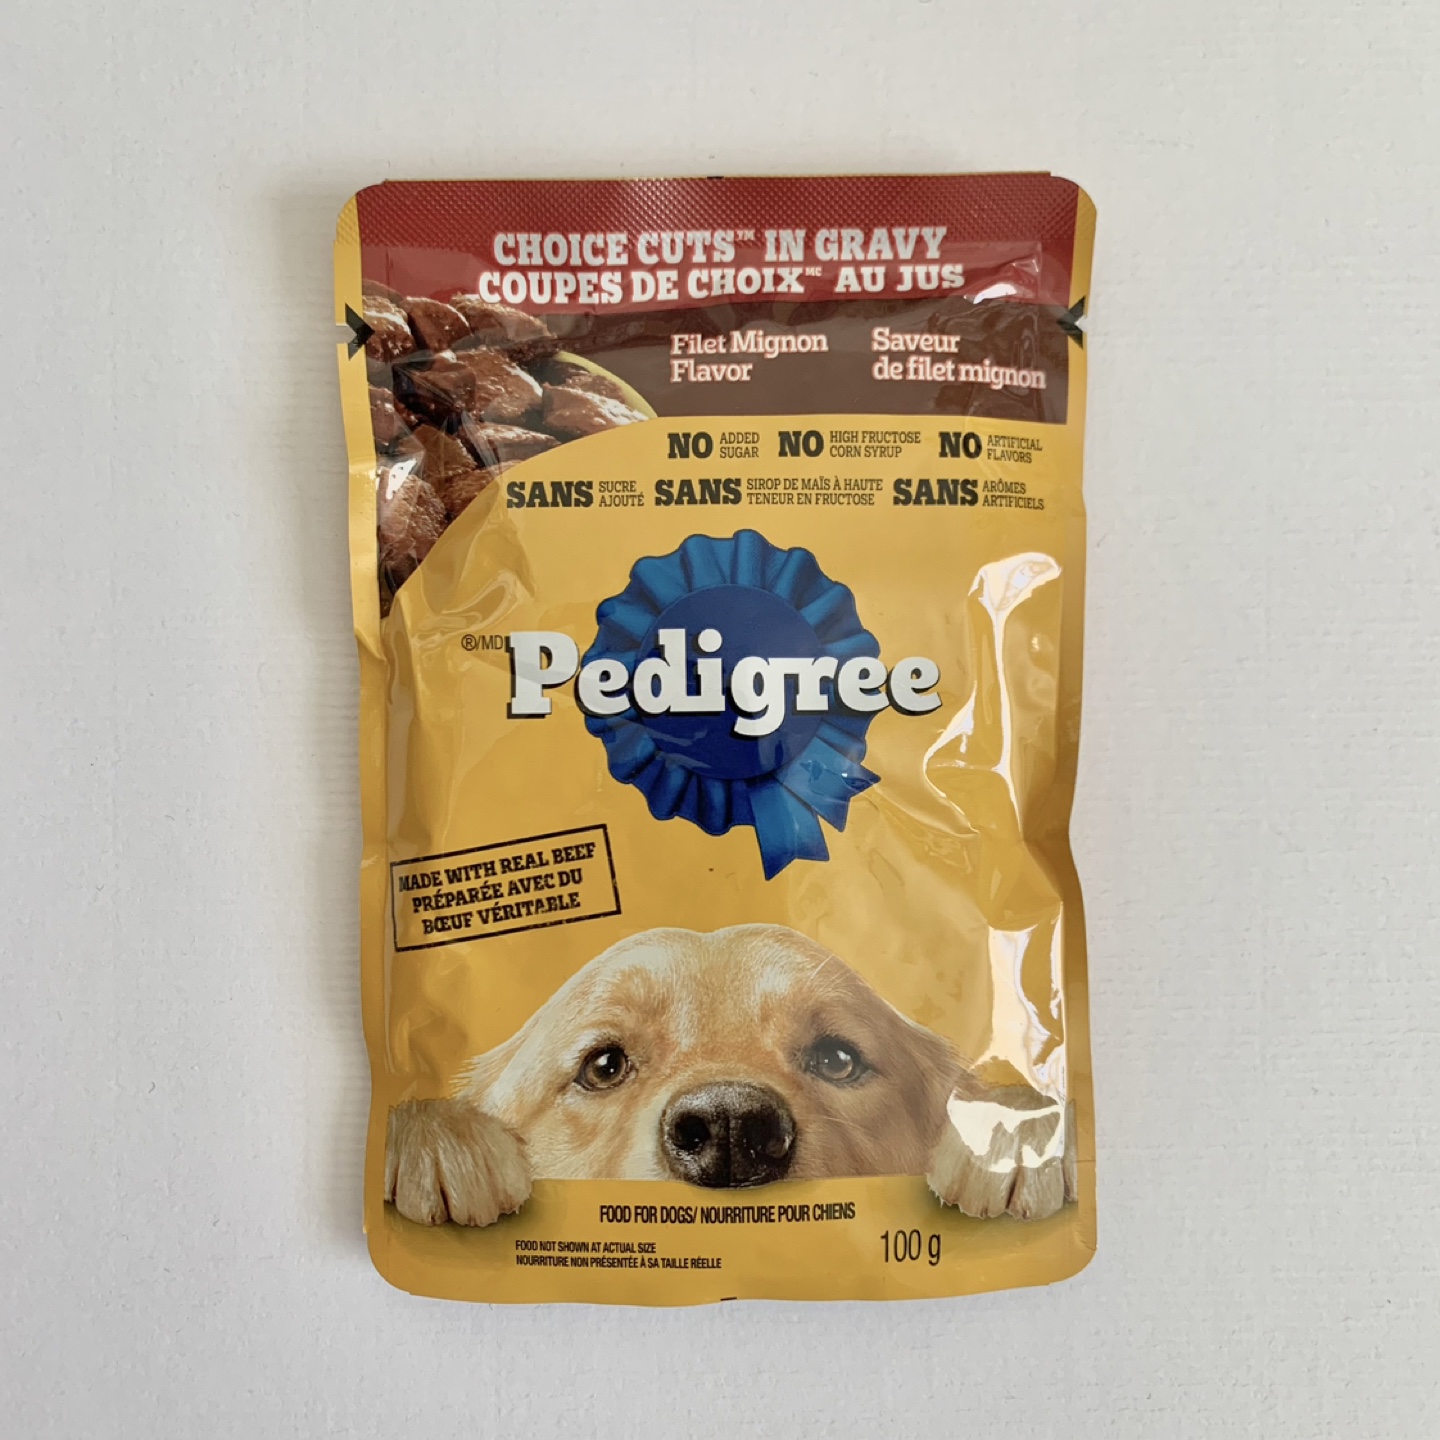 CHOICE CUTS™ IN GRAVY
COUPES DE CHOIX MC AU JUS
Filet Mignon
Flavor
Saveur
de filet mignon
NO ADDED SUGAR NO HIGH FRUCTOSE CORN SYRUP NO ARTIFICIAL FLAVORS
SANS SUCRE AJOUTÉ SANS SIROP DE MAÏS À HAUTE TENEUR EN FRUCTOSE SANS ARÔMES ARTIFICIELS
®/MD Pedigree
MADE WITH REAL BEEF
PRÉPARÉE AVEC DU
BŒUF VÉRITABLE
FOOD FOR DOGS/ NOURRITURE POUR CHIENS
FOOD NOT SHOWN AT ACTUAL SIZE
NOURRITURE NON PRÉSENTÉE À SA TAILLE RÉELLE
100 g